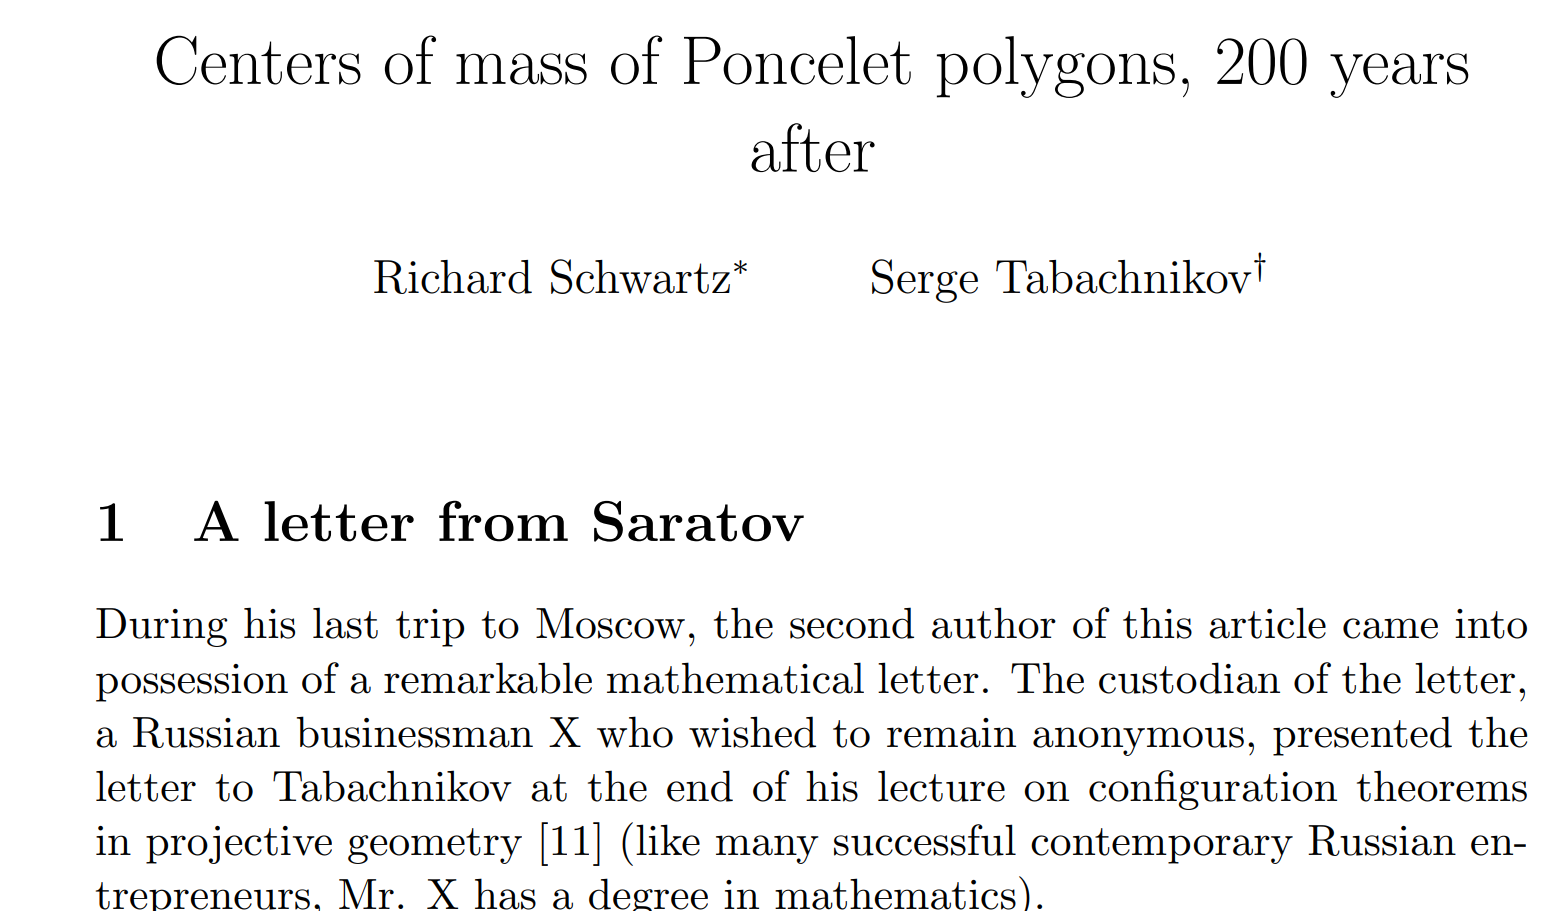 Centers of mass of Poncelet polygons, 200 years
after
Richard Schwartz* Serge Tabachnikov†
1 A letter from Saratov
During his last trip to Moscow, the second author of this article came into
possession of a remarkable mathematical letter. The custodian of the letter,
a Russian businessman X who wished to remain anonymous, presented the
letter to Tabachnikov at the end of his lecture on configuration theorems
in projective geometry [11] (like many successful contemporary Russian en-
trepreneurs, Mr. X has a degree in mathematics).